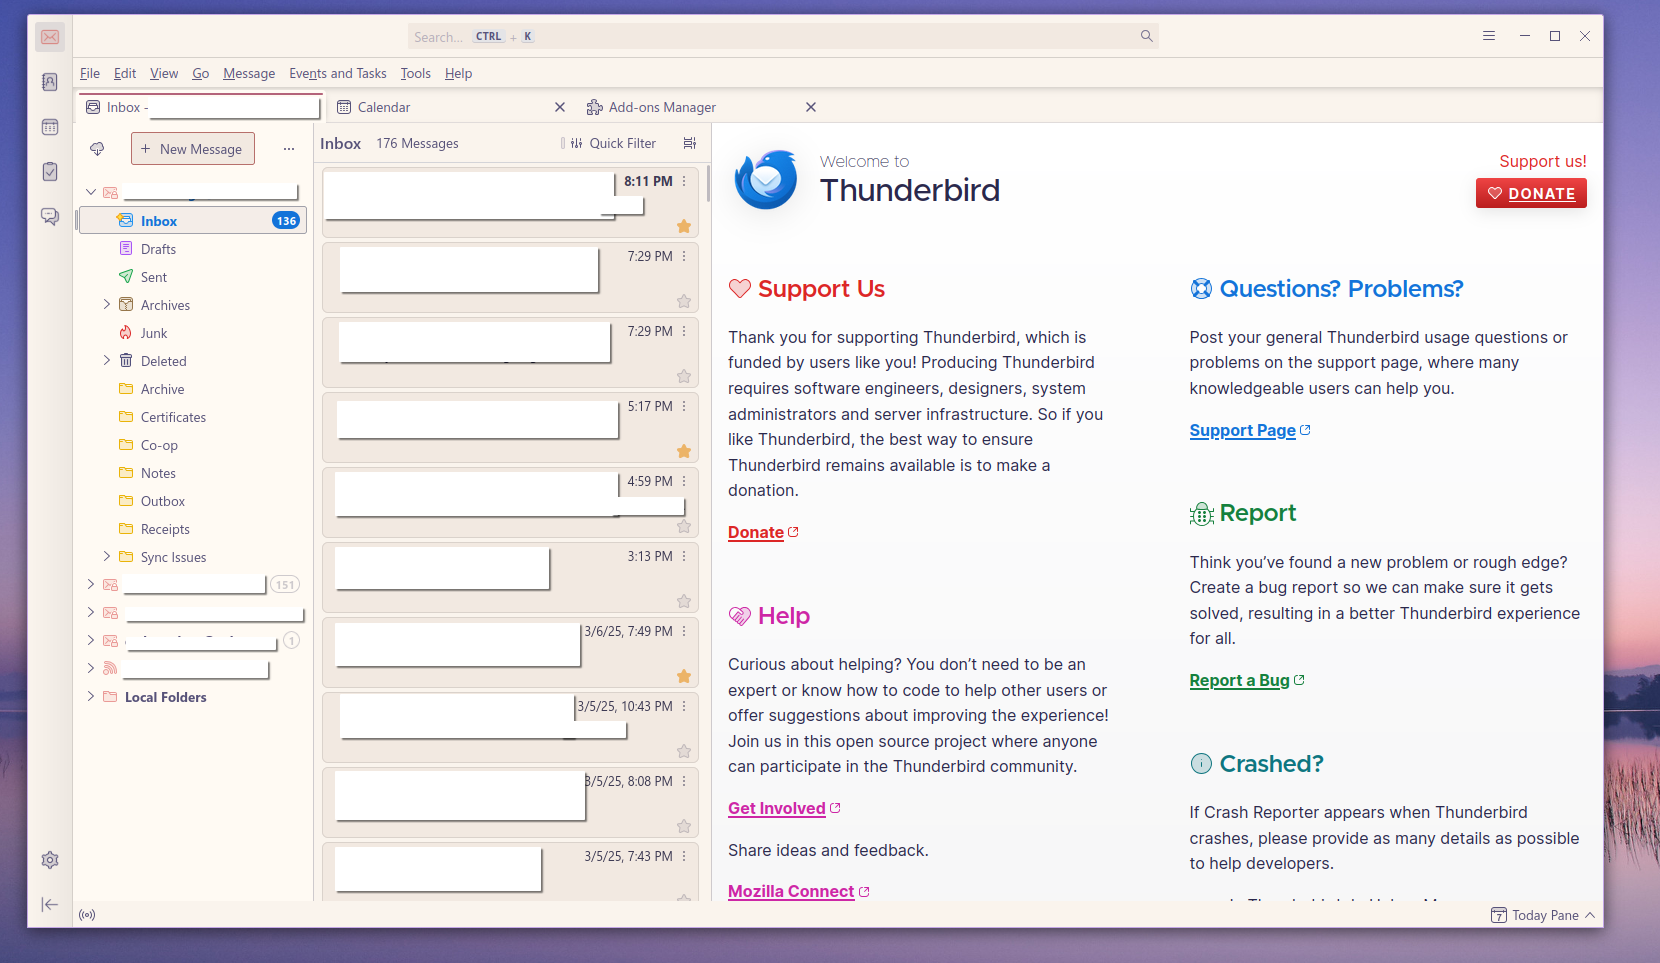 Search... CTRL + K
File Edit View Go Message Events and Tasks Tools Help
Inbox -
Calendar
Add-ons Manager
New Message
Inbox 136
Drafts
Sent
Archives
Junk
Deleted
Archive
Certificates
Co-op
Notes
Outbox
Receipts
Sync Issues
151
1
Local Folders
Inbox 176 Messages Quick Filter
8:11 PM
7:29 PM
7:29 PM
5:17 PM
4:59 PM
3:13 PM
3/6/25, 7:49 PM
3/5/25, 10:43 PM
3/5/25, 8:08 PM
3/5/25, 7:43 PM
Welcome to
Thunderbird
Support us!
DONATE
Support Us
Thank you for supporting Thunderbird, which is
funded by users like you! Producing Thunderbird
requires software engineers, designers, system
administrators and server infrastructure. So if you
like Thunderbird, the best way to ensure
Thunderbird remains available is to make a
donation.
Donate
Help
Curious about helping? You don’t need to be an
expert or know how to code to help other users or
offer suggestions about improving the experience!
Join us in this open source project where anyone
can participate in the Thunderbird community.
Get Involved
Share ideas and feedback.
Mozilla Connect
Questions? Problems?
Post your general Thunderbird usage questions or
problems on the support page, where many
knowledgeable users can help you.
Support Page
Report
Think you’ve found a new problem or rough edge?
Create a bug report so we can make sure it gets
solved, resulting in a better Thunderbird experience
for all.
Report a Bug
Crashed?
If Crash Reporter appears when Thunderbird
crashes, please provide as many details as possible
to help developers.
7 Today Pane